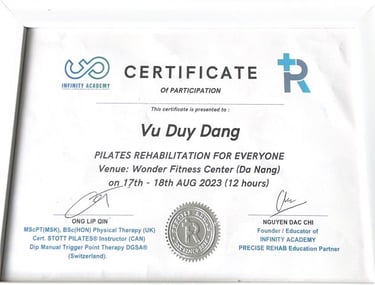 INFINITY ACADEMY
CERTIFICATE
OF PARTICIPATION
R
This certificate is presented to :
Vu Duy Dang
PILATES REHABILITATION FOR EVERYONE
Venue: Wonder Fitness Center (Da Nang)
on 17th - 18th AUG 2023 (12 hours)
ONG LIP QIN
MScPT(MSK), BSc(HON) Physical Therapy (UK)
Cert. STOTT PILATES® Instructor (CAN)
Dip Manual Trigger Point Therapy DGSA®
(Switzerland).
R
NGUYEN DAC CHI
Founder / Educator of
INFINITY ACADEMY
PRECISE REHAB Education Partner